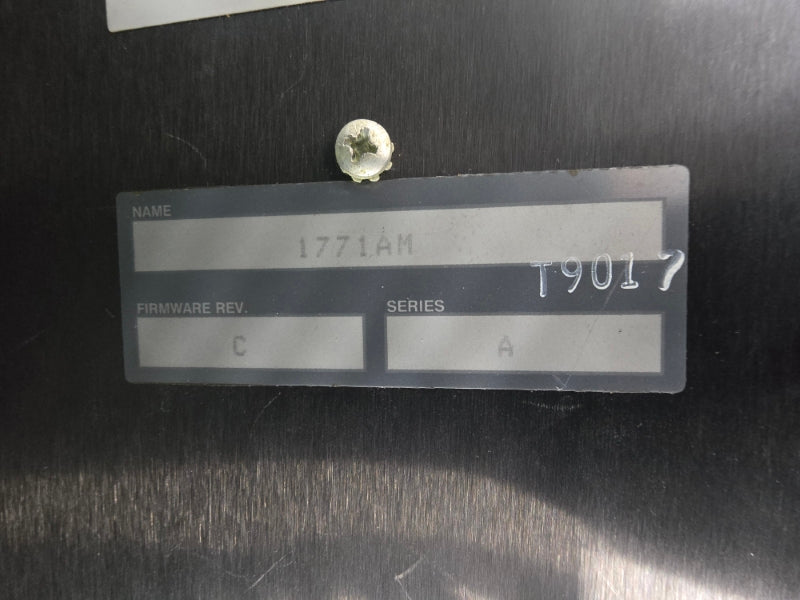 NAME
1771AM
T9017
FIRMWARE REV.
SERIES
C
A